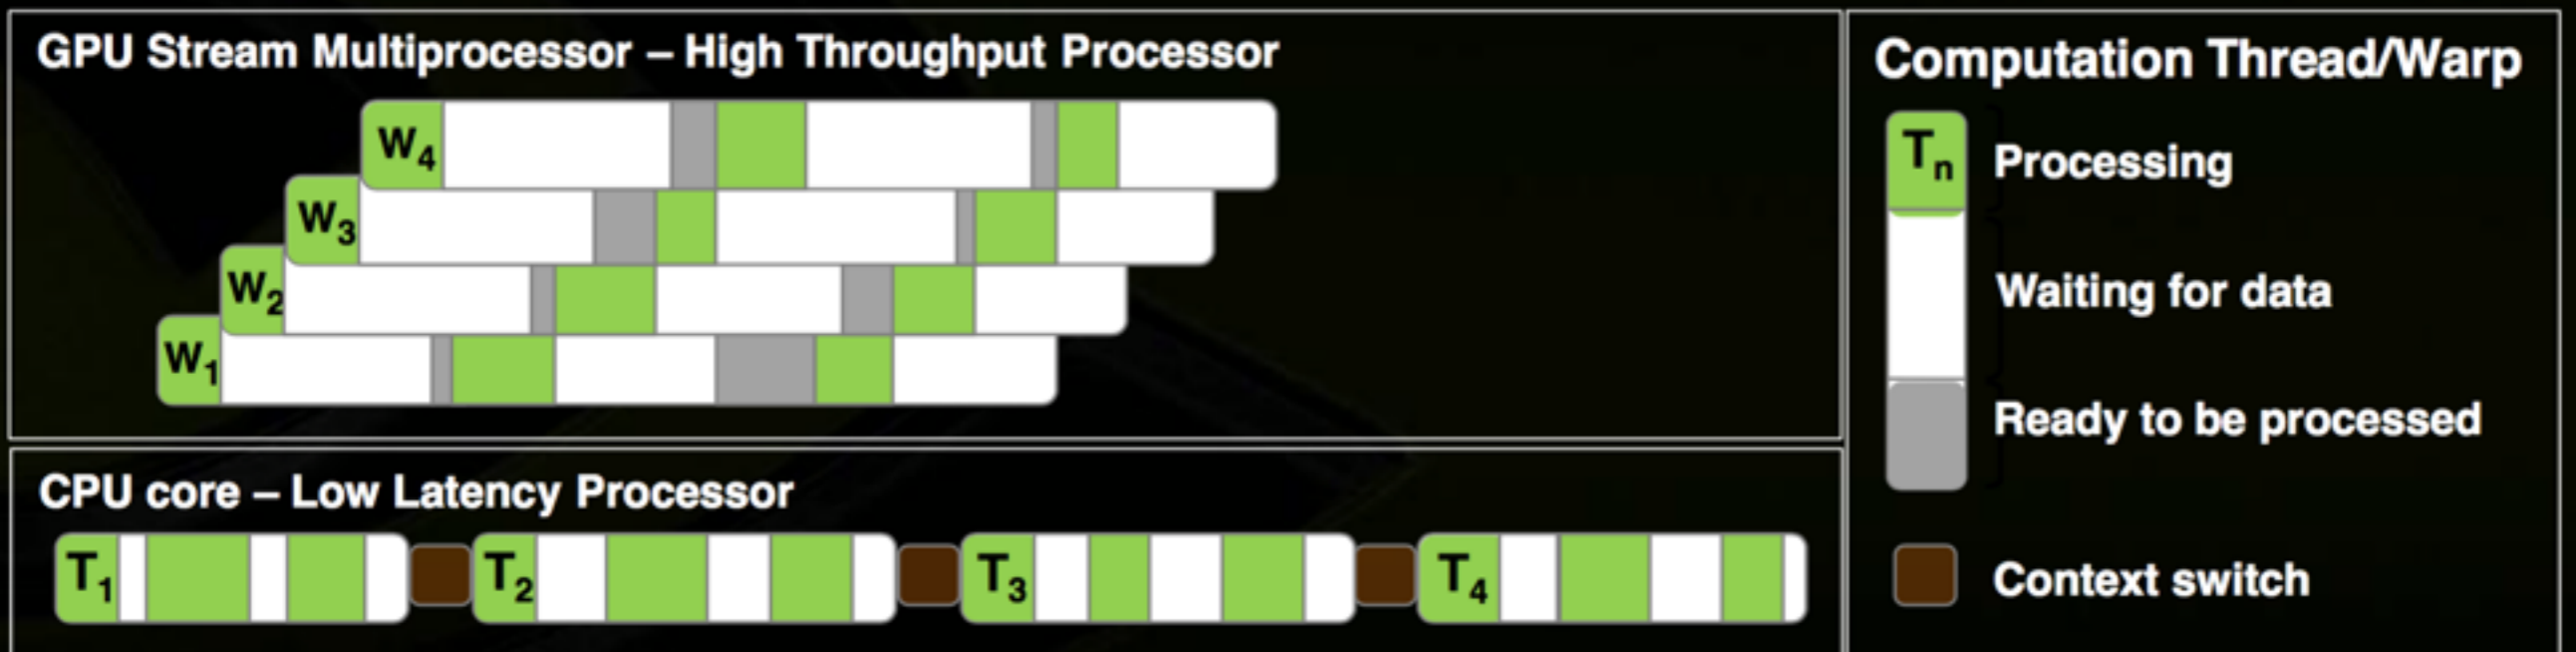 GPU Stream Multiprocessor – High Throughput Processor
W4
W3
W2
W1
CPU core – Low Latency Processor
T1 T2 T3 T4
Computation Thread/Warp
Tn Processing
Waiting for data
Ready to be processed
Context switch